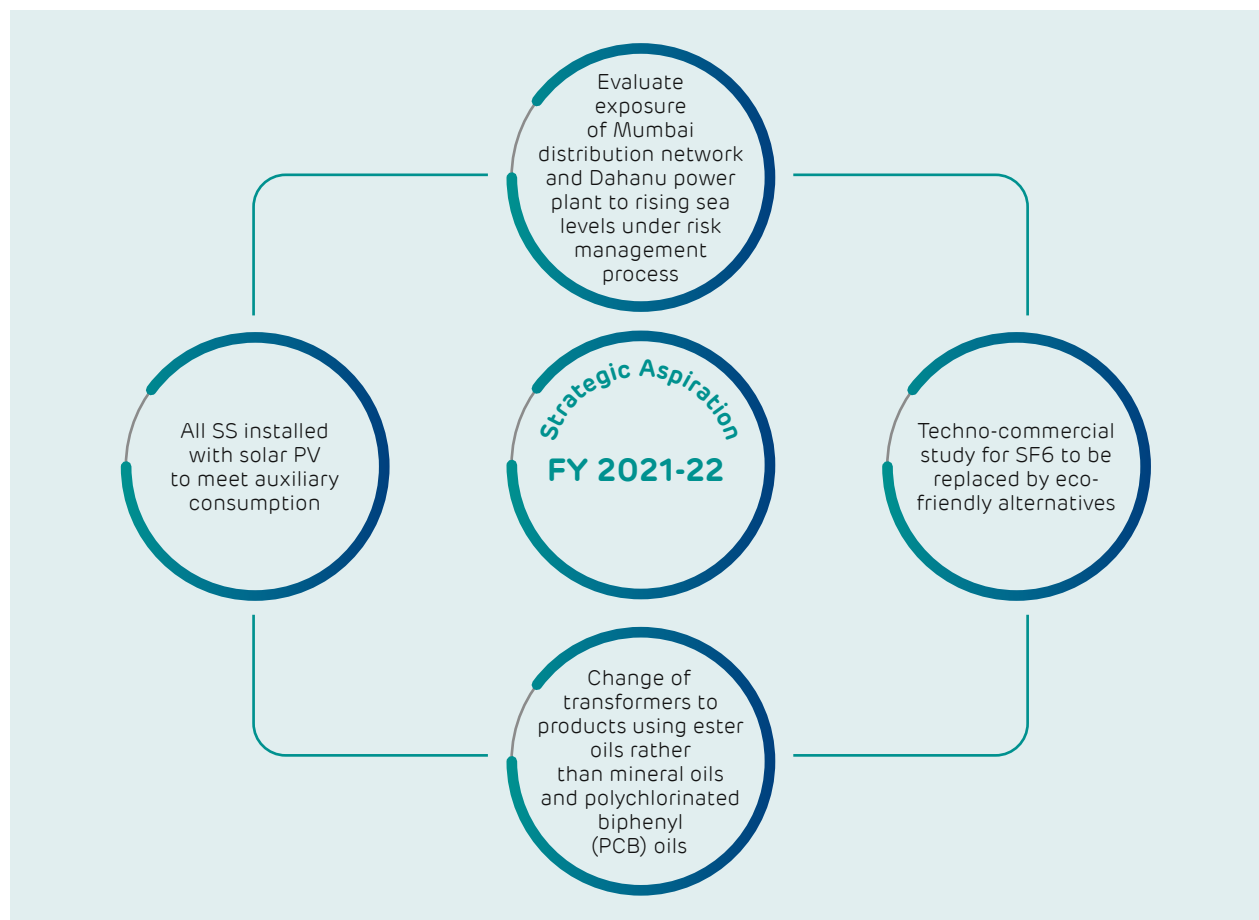 Evaluate
exposure
of Mumbai
distribution network
and Dahanu power
plant to rising sea
levels under risk
management
process
All SS installed
with solar PV
to meet auxiliary
consumption
Strategic Aspiration
FY 2021-22
Techno-commercial
study for SF6 to be
replaced by eco-
friendly alternatives
Change of
transformers to
products using ester
oils rather
than mineral oils
and polychlorinated
biphenyl
(PCB) oils